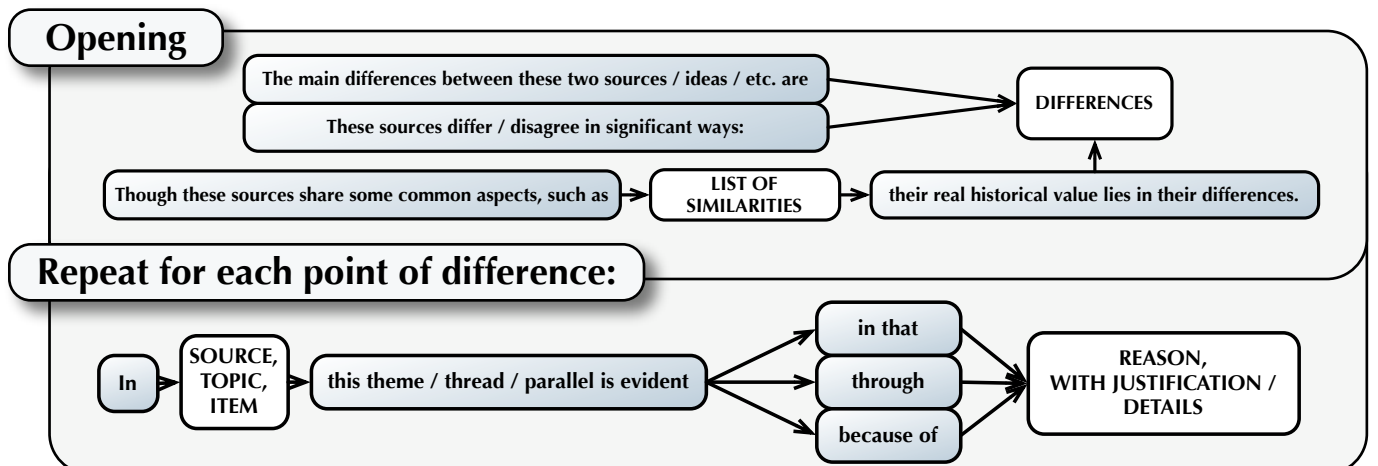 Opening
The main differences between these two sources / ideas / etc. are
These sources differ / disagree in significant ways:
DIFFERENCES
Though these sources share some common aspects, such as
LIST OF
SIMILARITIES
their real historical value lies in their differences.
Repeat for each point of difference:
In
SOURCE,
TOPIC,
ITEM
this theme / thread / parallel is evident
in that
through
because of
REASON,
WITH JUSTIFICATION /
DETAILS